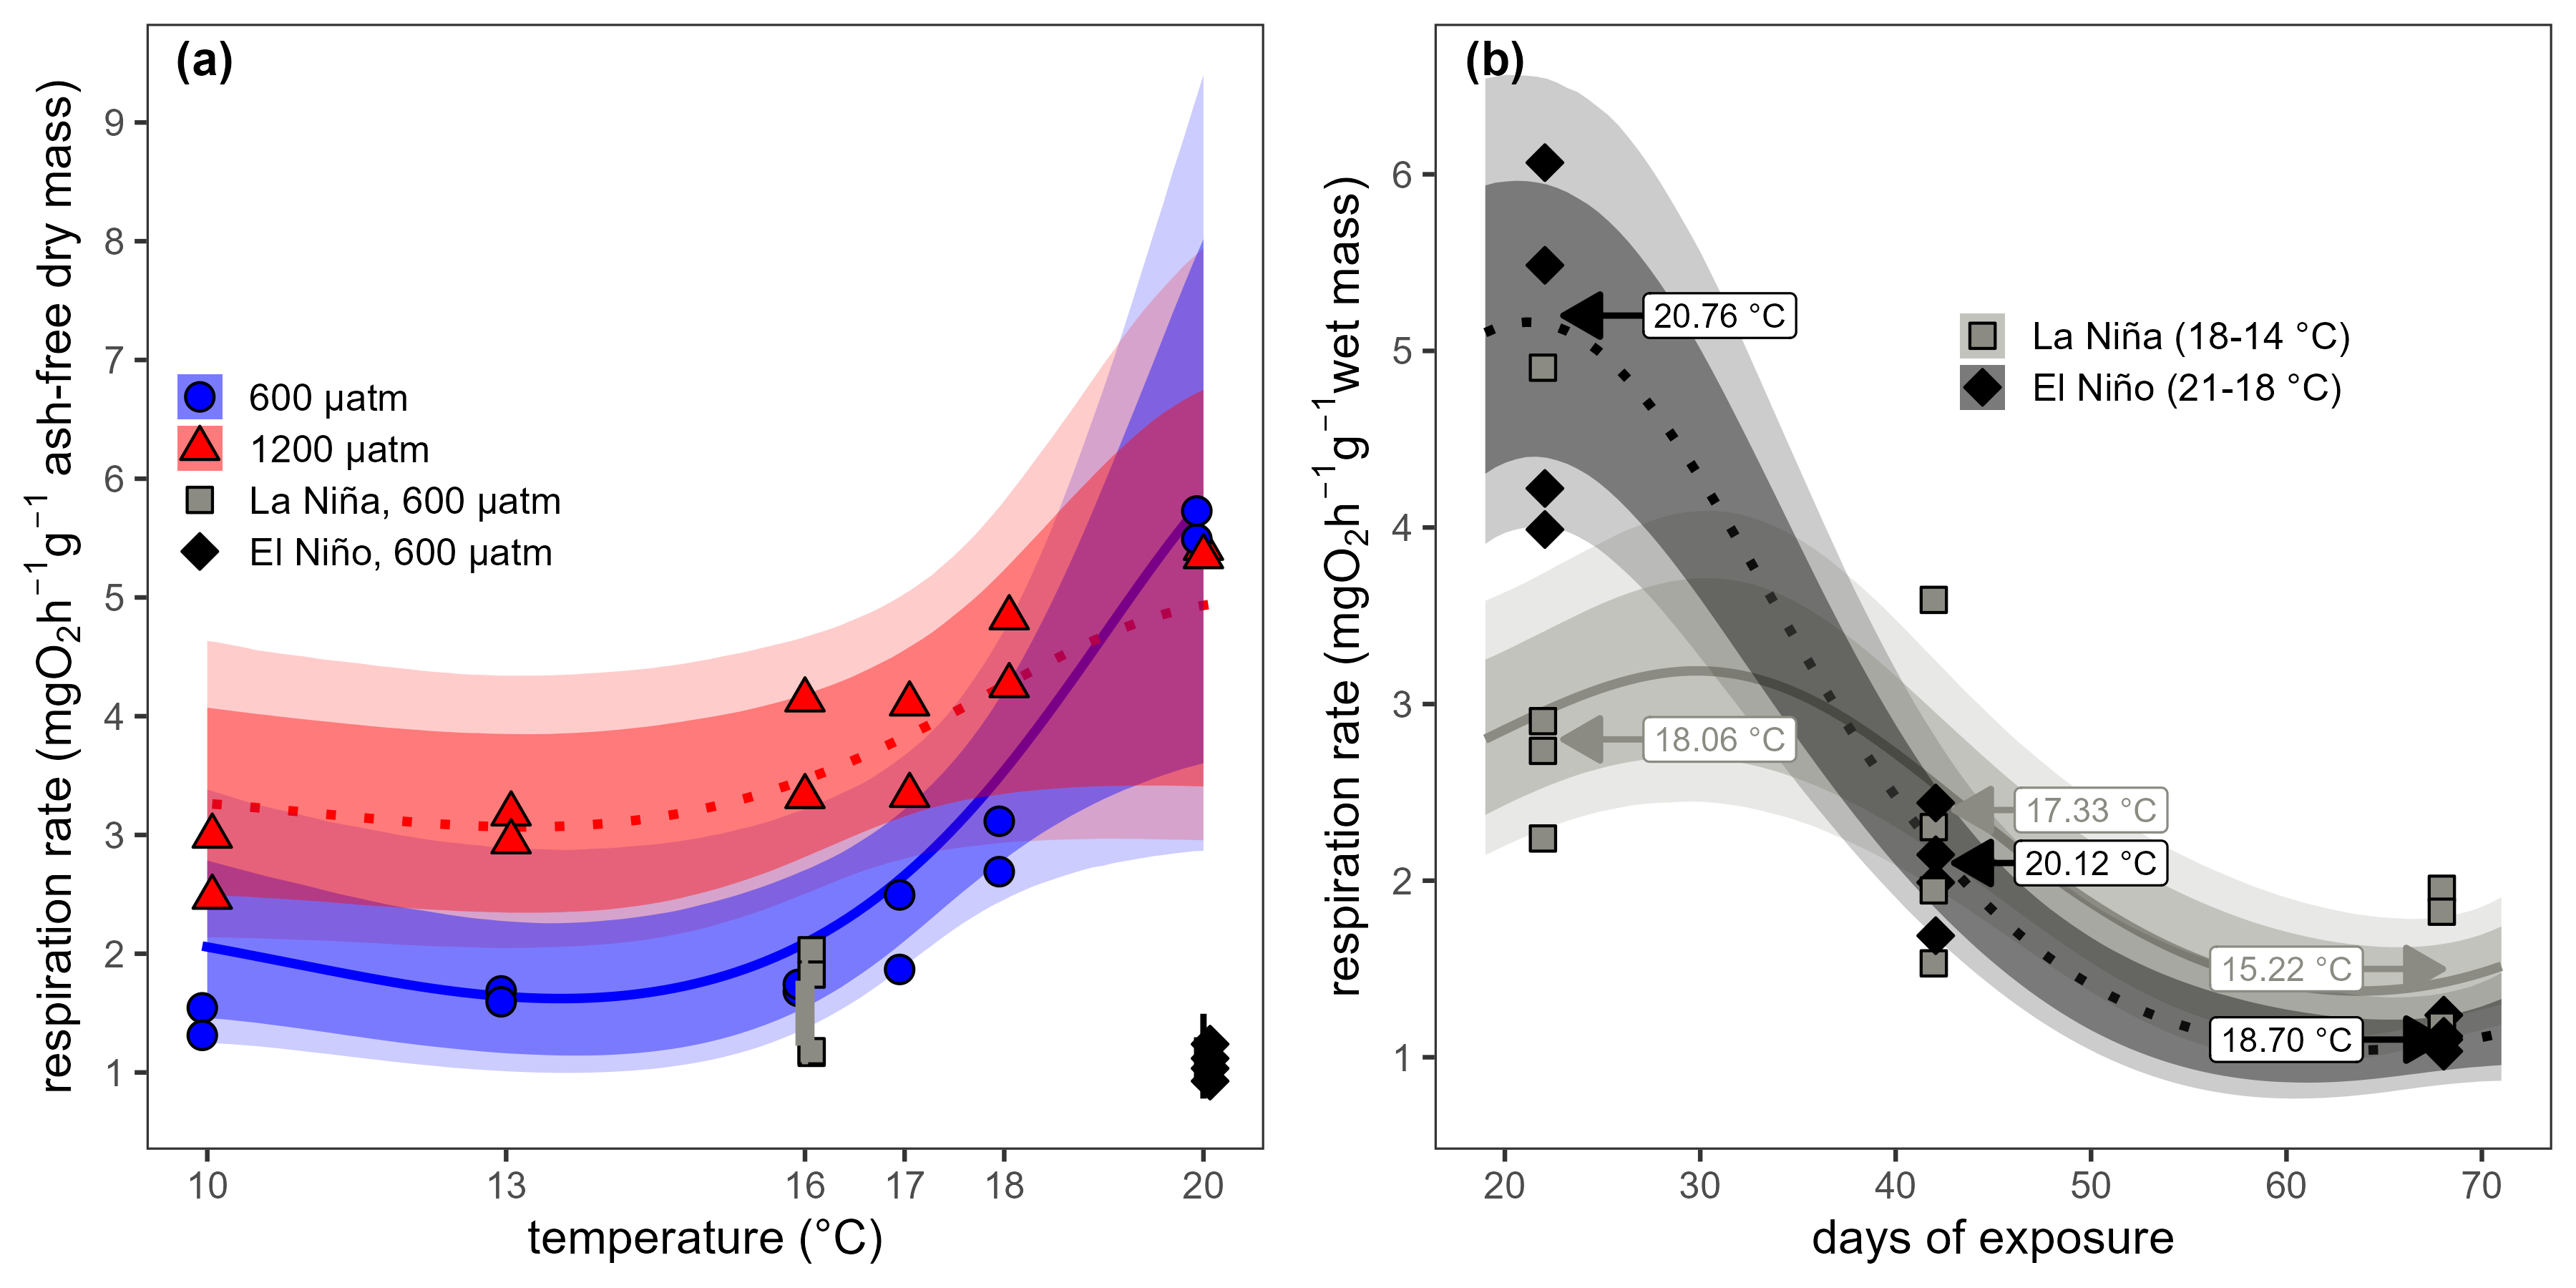 (a)
respiration rate (mgO₂h⁻¹g⁻¹ ash-free dry mass)
9
8
7
6
5
4
3
2
1
600 µatm
1200 µatm
La Niña, 600 µatm
El Niño, 600 µatm
10 13 16 17 18 20
temperature (°C)
(b)
respiration rate (mgO₂h⁻¹g⁻¹wet mass)
6
5
4
3
2
1
20.76 °C
La Niña (18-14 °C)
El Niño (21-18 °C)
18.06 °C
17.33 °C
20.12 °C
15.22 °C
18.70 °C
20 30 40 50 60 70
days of exposure